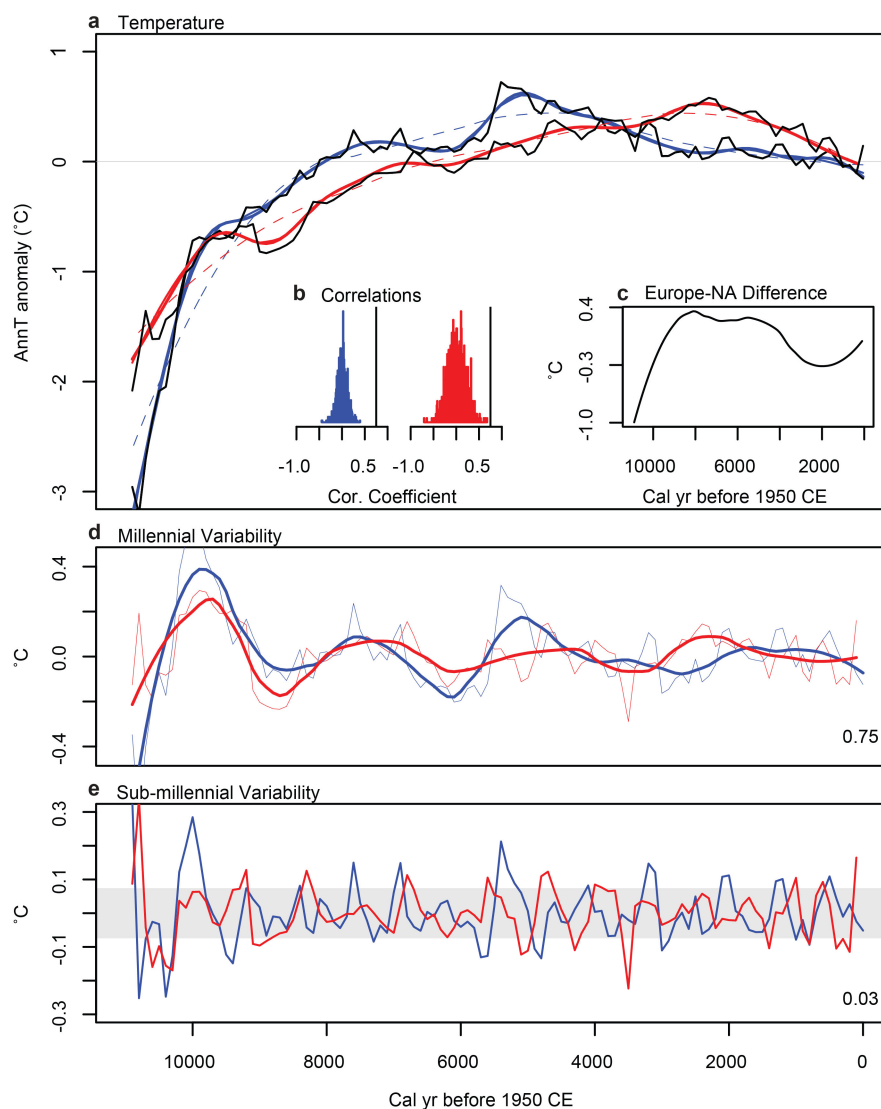 a Temperature
1
0
-1
-2
-3
AnnT anomaly (°C)
b Correlations
-1.0 0.5 -1.0 0.5
Cor. Coefficient
c Europe-NA Difference
0.4
-0.3
-1.0
°C
10000 6000 2000
Cal yr before 1950 CE
d Millennial Variability
0.4
0.0
-0.4
°C
0.75
e Sub-millennial Variability
0.3
0.1
-0.1
-0.3
°C
0.03
10000 8000 6000 4000 2000 0
Cal yr before 1950 CE